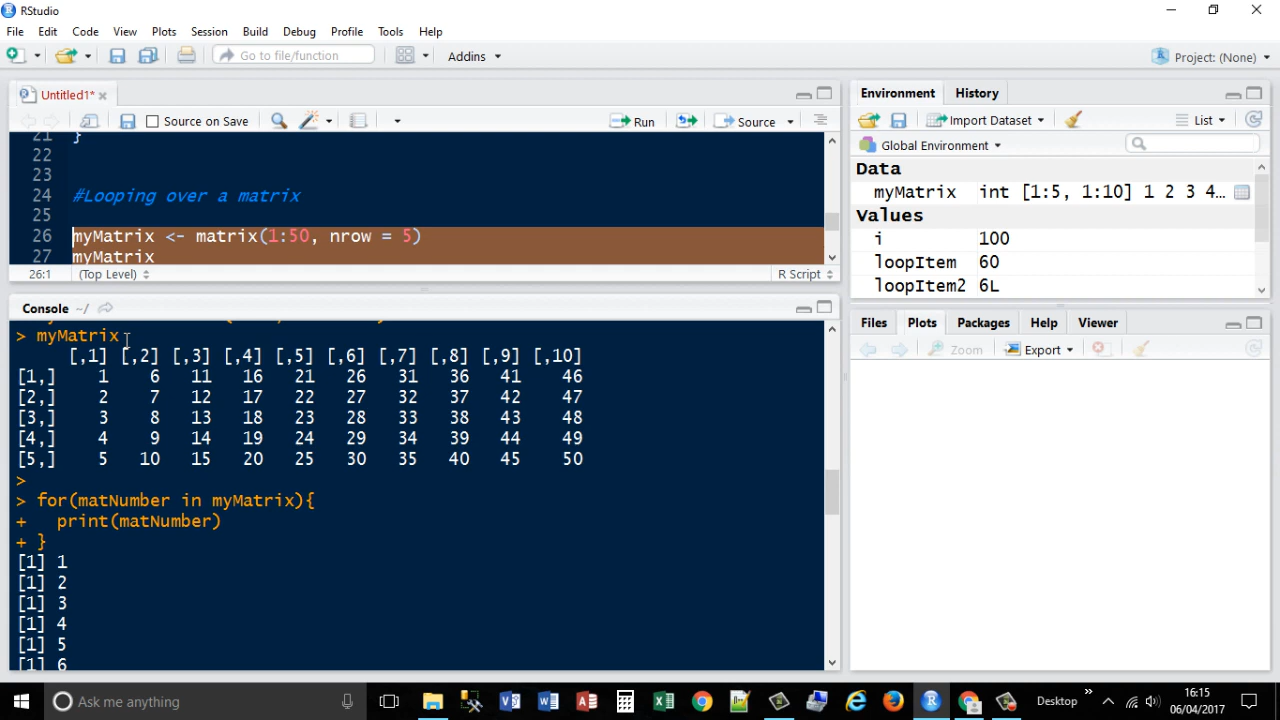 RStudio
File Edit Code View Plots Session Build Debug Profile Tools Help
Go to file/function Addins Project: (None)
Untitled1*
Source on Save Run Source
21 }
22
23
24 #Looping over a matrix
25
26 myMatrix <- matrix(1:50, nrow = 5)
27 myMatrix
26:1 (Top Level) R Script
Console ~/
> myMatrix
[,1] [,2] [,3] [,4] [,5] [,6] [,7] [,8] [,9] [,10]
[1,] 1 6 11 16 21 26 31 36 41 46
[2,] 2 7 12 17 22 27 32 37 42 47
[3,] 3 8 13 18 23 28 33 38 43 48
[4,] 4 9 14 19 24 29 34 39 44 49
[5,] 5 10 15 20 25 30 35 40 45 50
>
> for(matNumber in myMatrix){
+ print(matNumber)
+ }
[1] 1
[1] 2
[1] 3
[1] 4
[1] 5
[1] 6
Environment History
Import Dataset List
Global Environment
Data
myMatrix int [1:5, 1:10] 1 2 3 4...
Values
i 100
loopItem 60
loopItem2 6L
Files Plots Packages Help Viewer
Zoom Export
Ask me anything
Desktop
16:15
06/04/2017